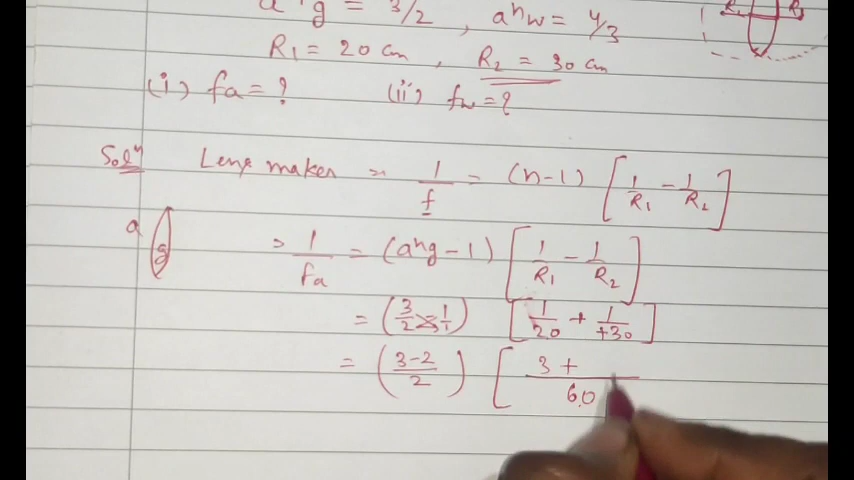 a n g = 3/2 , anw = 4/3
R1 = 20 cm , R2 = 30 cm
(i) fa = ? (ii) fw = ?
Solⁿ Lens maker ⇒ 1/f = (n-1) [1/R1 - 1/R2]
a g ⇒ 1/fa = (ang - 1) [1/R1 - 1/R2]
= (3/2 - 1/1) [1/20 + 1/+30]
= (3-2/2) [3 + / 60